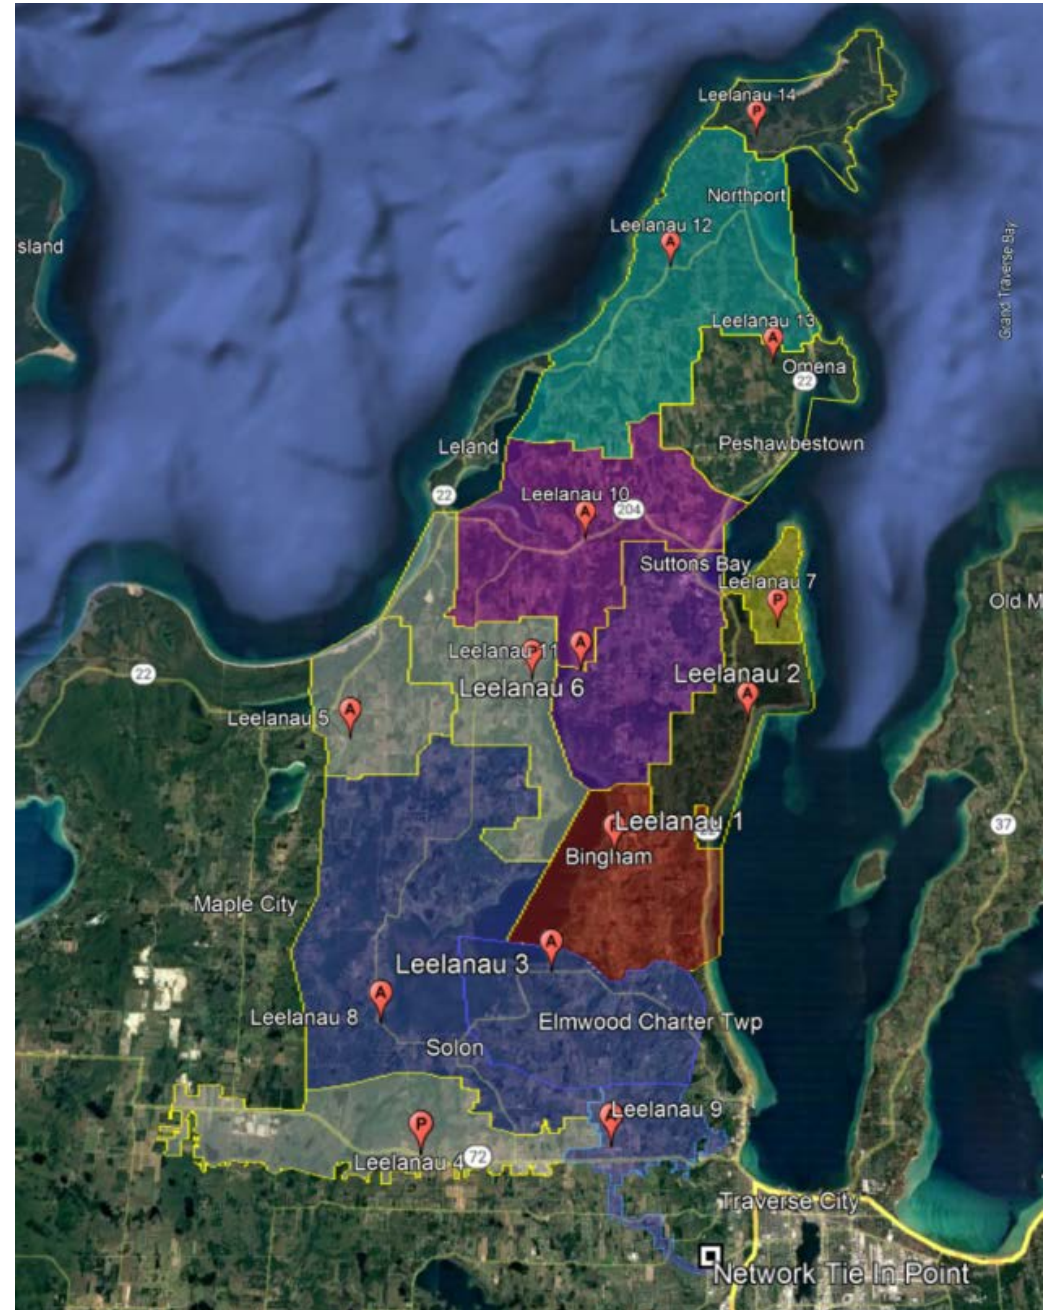 Leelanau 14
P
Northport
Leelanau 12
A
sland
Grand Traverse Bay
Leelanau 13
A
Omena
22
Leland
Peshawbestown
22
Leelanau 10
A
204
Suttons Bay
Leelanau 7
P
Old M
Leelanau 11
A
Leelanau 6
22
Leelanau 2
A
Leelanau 5
A
Leelanau 1
37
Bingham
Maple City
A
Leelanau 3
A
Leelanau 8
Elmwood Charter Twp
Solon
Leelanau 9
P
Leelanau 4
72
Traverse City
Network Tie In Point